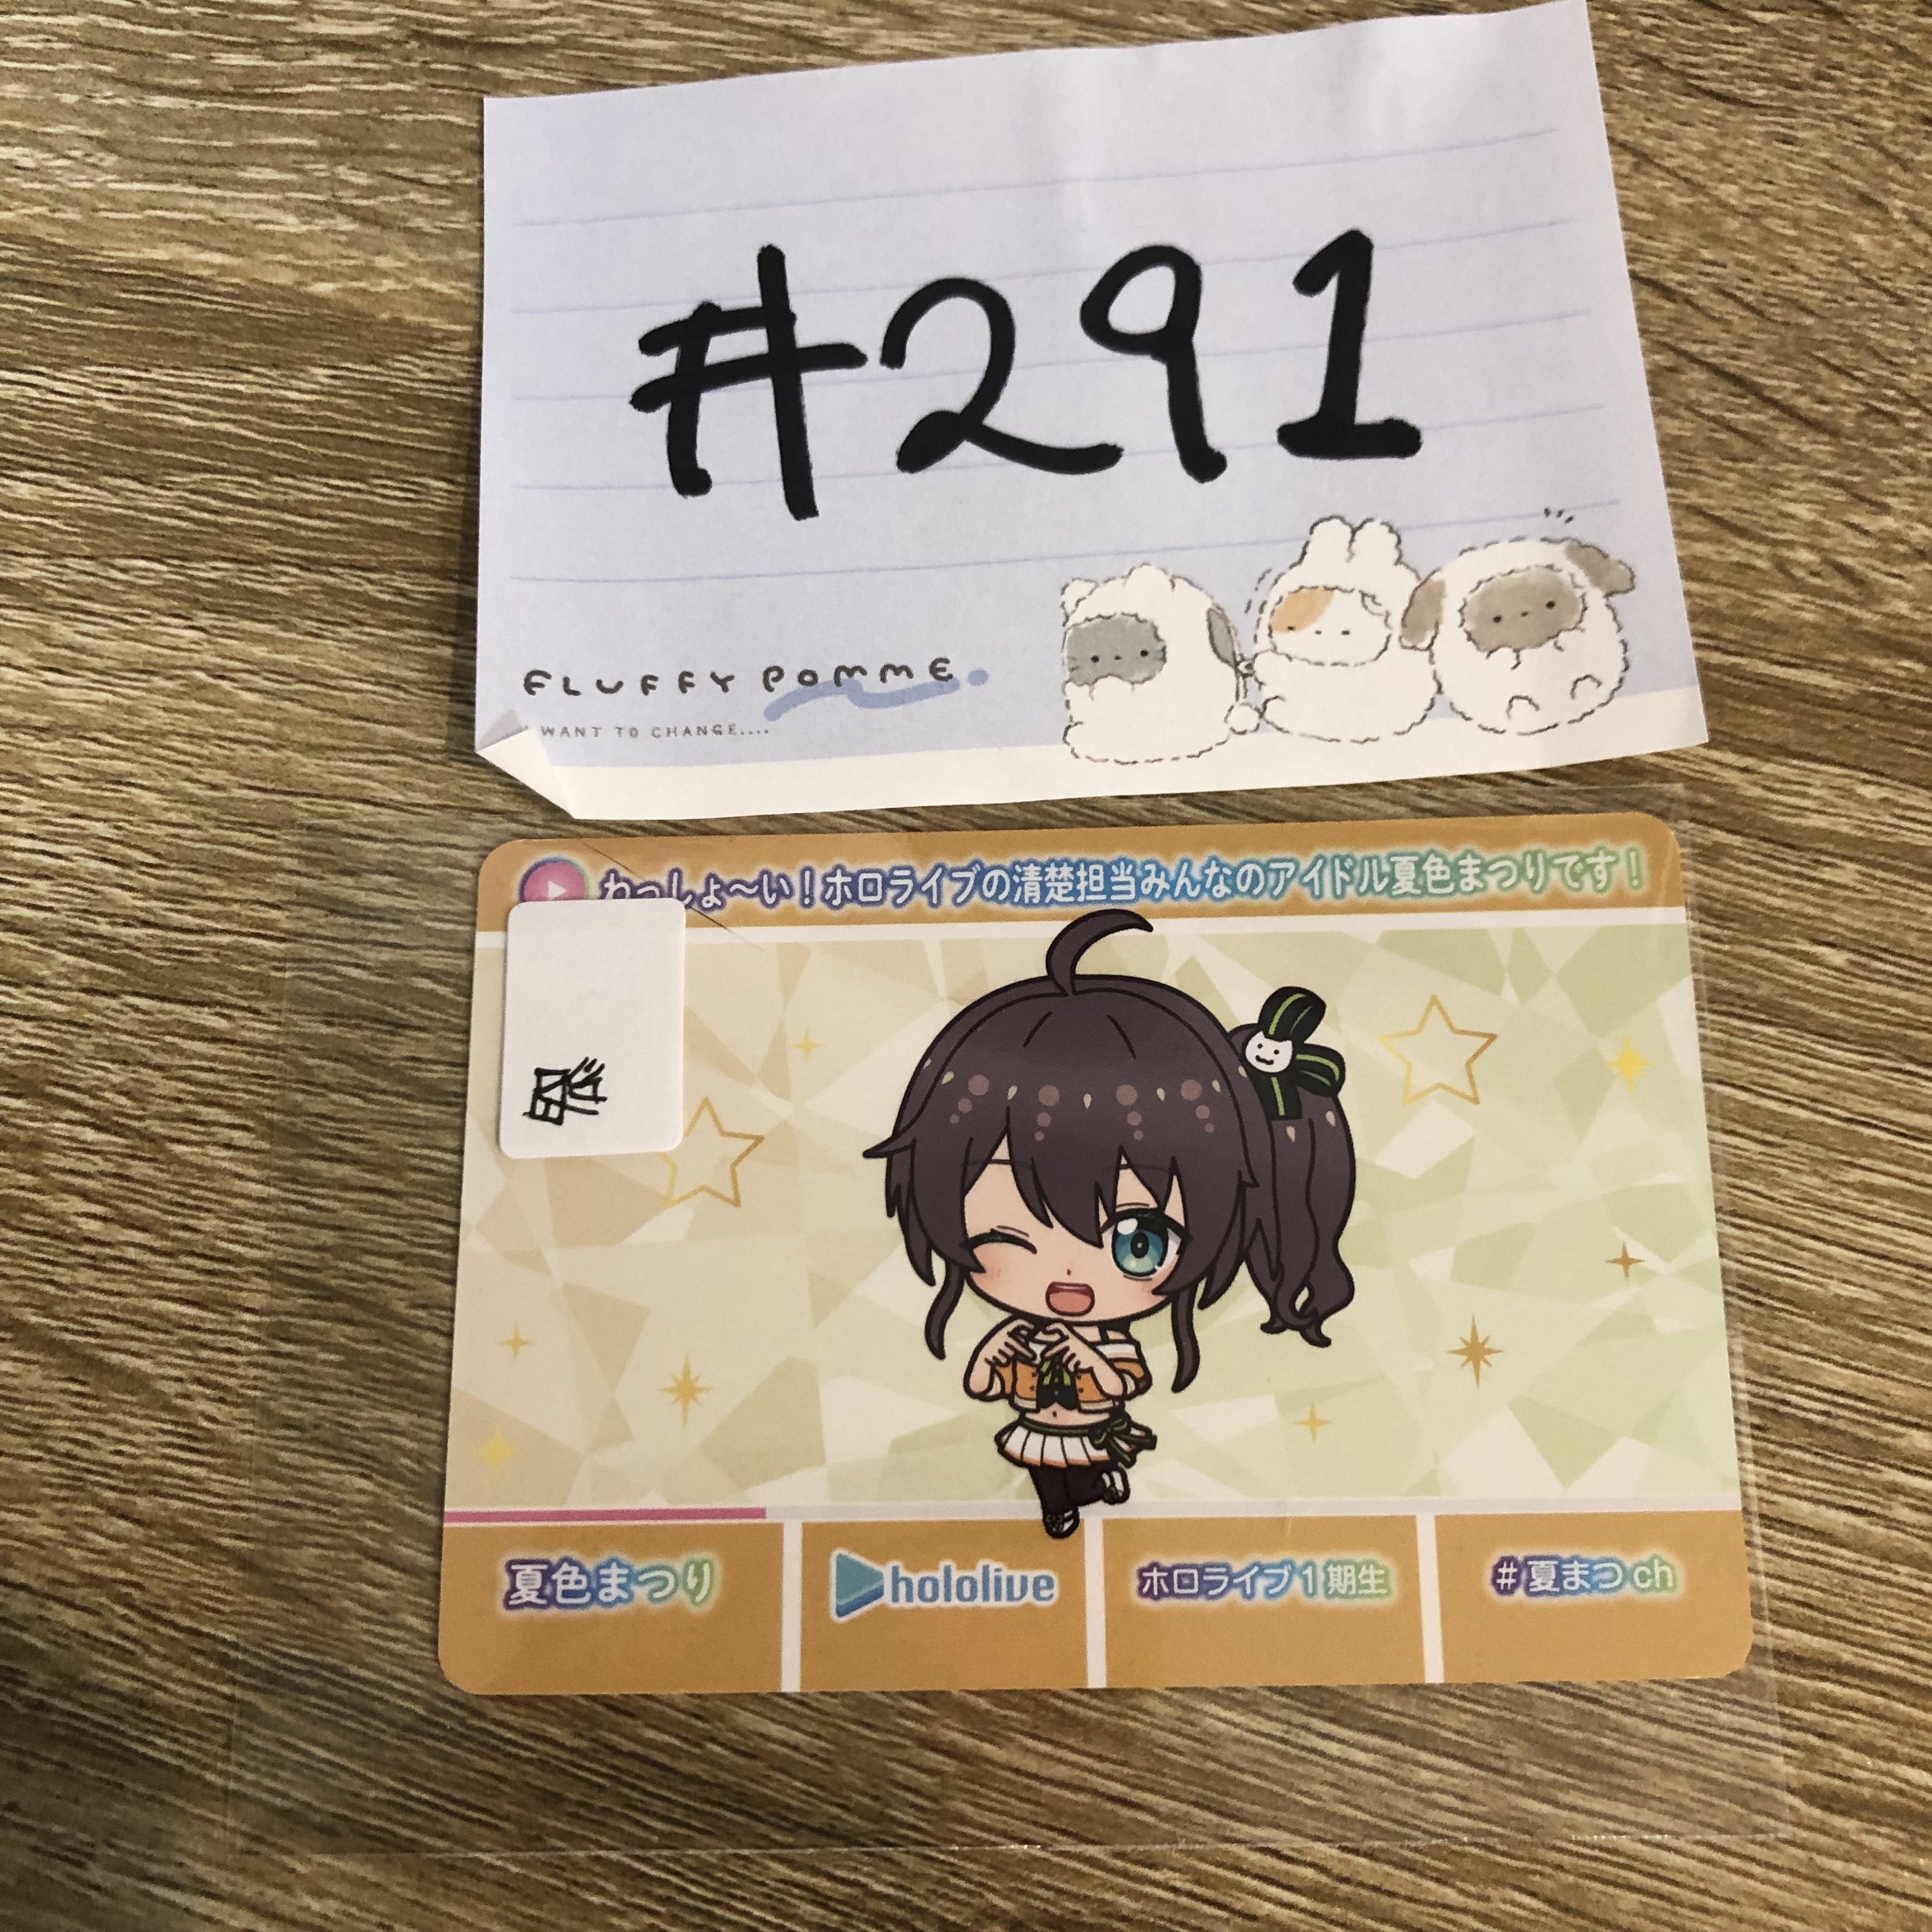 #291
FLUFFY POMME
WANT TO CHANGE....
わっしょ〜い！ホロライブの清楚担当みんなのアイドル夏色まつりです！
夏色まつり
hololive
ホロライブ1期生
#夏まつch